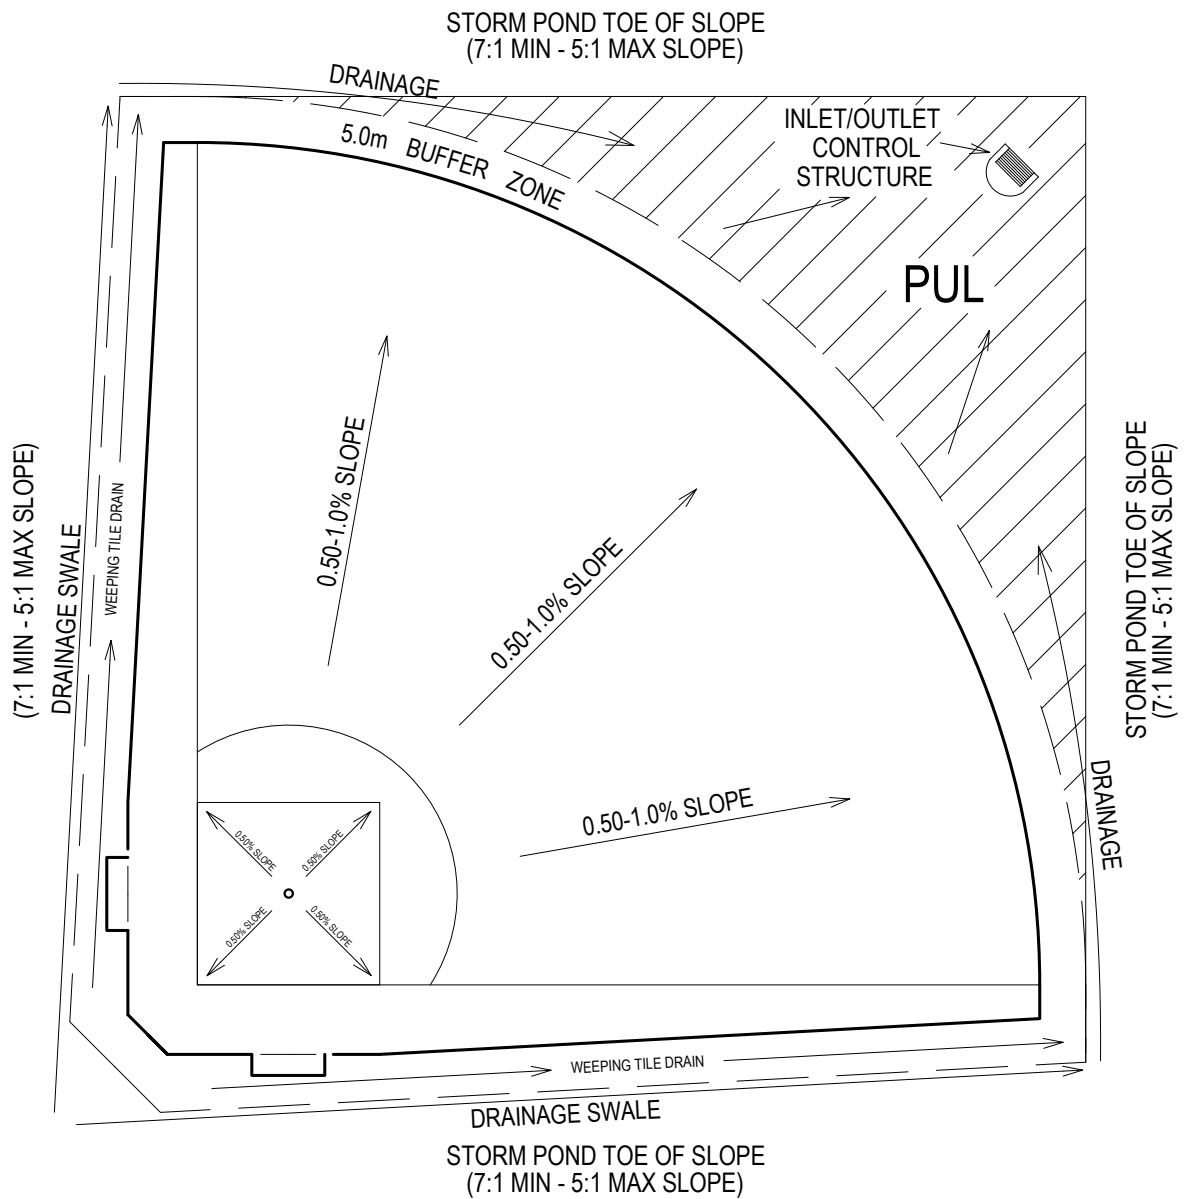 STORM POND TOE OF SLOPE
(7:1 MIN - 5:1 MAX SLOPE)
DRAINAGE
5.0m BUFFER ZONE
INLET/OUTLET
CONTROL
STRUCTURE
PUL
0.50-1.0% SLOPE
0.50-1.0% SLOPE
0.50-1.0% SLOPE
(7:1 MIN - 5:1 MAX SLOPE)
DRAINAGE SWALE
WEEPING TILE DRAIN
STORM POND TOE OF SLOPE
(7:1 MIN - 5:1 MAX SLOPE)
DRAINAGE
0.50% SLOPE
0.50% SLOPE
0.50% SLOPE
0.50% SLOPE
WEEPING TILE DRAIN
DRAINAGE SWALE
STORM POND TOE OF SLOPE
(7:1 MIN - 5:1 MAX SLOPE)